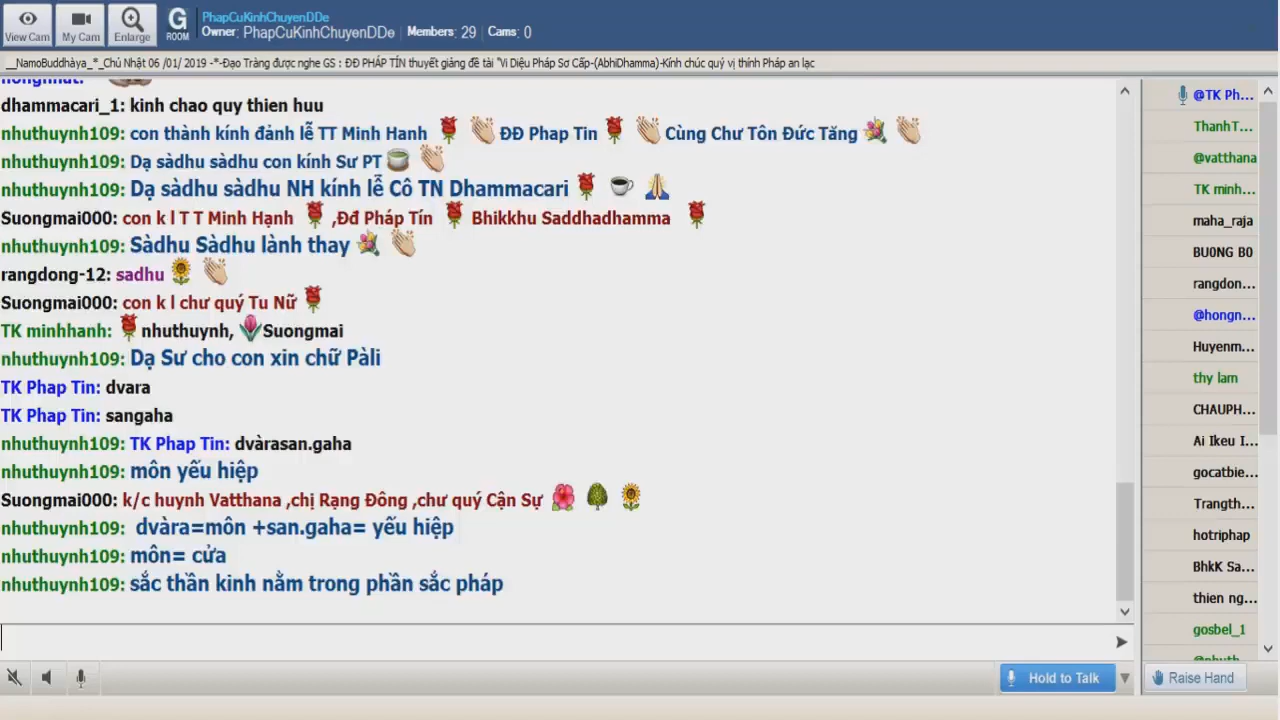 View Cam
My Cam
Enlarge
G
ROOM
PhapCuKinhChuyenDDe
Owner: PhapCuKinhChuyenDDe Members: 29 Cams: 0
__NamoBuddhàya_*_Chủ Nhật 06 /01/ 2019 -*-Đạo Tràng được nghe GS : ĐĐ PHÁP TÍN thuyết giảng đề tài "Vi Diệu Pháp Sơ Cấp-(AbhiDhamma)-Kính chúc quý vị thính Pháp an lạc
dhammacari_1: kinh chao quy thien huu
nhuthuynh109: con thành kính đảnh lễ TT Minh Hanh ĐĐ Phap Tin Cùng Chư Tôn Đức Tăng
nhuthuynh109: Dạ sàdhu sàdhu con kính Sư PT
nhuthuynh109: Dạ sàdhu sàdhu NH kính lễ Cô TN Dhammacari
Suongmai000: con k l T T Minh Hạnh ,Đđ Pháp Tín Bhikkhu Saddhadhamma
nhuthuynh109: Sàdhu Sàdhu lành thay
rangdong-12: sadhu
Suongmai000: con k l chư quý Tu Nữ
TK minhhanh: nhuthuynh, Suongmai
nhuthuynh109: Dạ Sư cho con xin chữ Pàli
TK Phap Tin: dvara
TK Phap Tin: sangaha
nhuthuynh109: TK Phap Tin: dvàrasan.gaha
nhuthuynh109: môn yếu hiệp
Suongmai000: k/c huynh Vatthana ,chị Rạng Đông ,chư quý Cận Sự
nhuthuynh109: dvàra=môn +san.gaha= yếu hiệp
nhuthuynh109: môn= cửa
nhuthuynh109: sắc thần kinh nằm trong phần sắc pháp
@TK Ph...
ThanhT...
@vatthana
TK minh...
maha_raja
BU0NG B0
rangdon...
@hongn...
Huyenm...
thy lam
CHAUPH...
Ai Ikeu I...
gocatbie...
Trangth...
hotriphap
BhkK Sa...
thien ng...
gosbel_1
Hold to Talk
Raise Hand